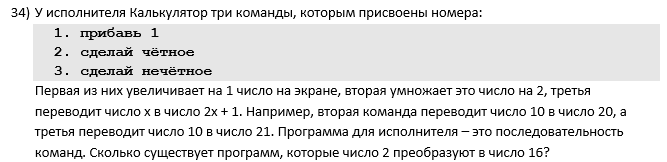 34) У исполнителя Калькулятор три команды, которым присвоены номера:
1. прибавь 1
2. сделай чётное
3. сделай нечётное
Первая из них увеличивает на 1 число на экране, вторая умножает это число на 2, третья
переводит число x в число 2x + 1. Например, вторая команда переводит число 10 в число 20, а
третья переводит число 10 в число 21. Программа для исполнителя – это последовательность
команд. Сколько существует программ, которые число 2 преобразуют в число 16?